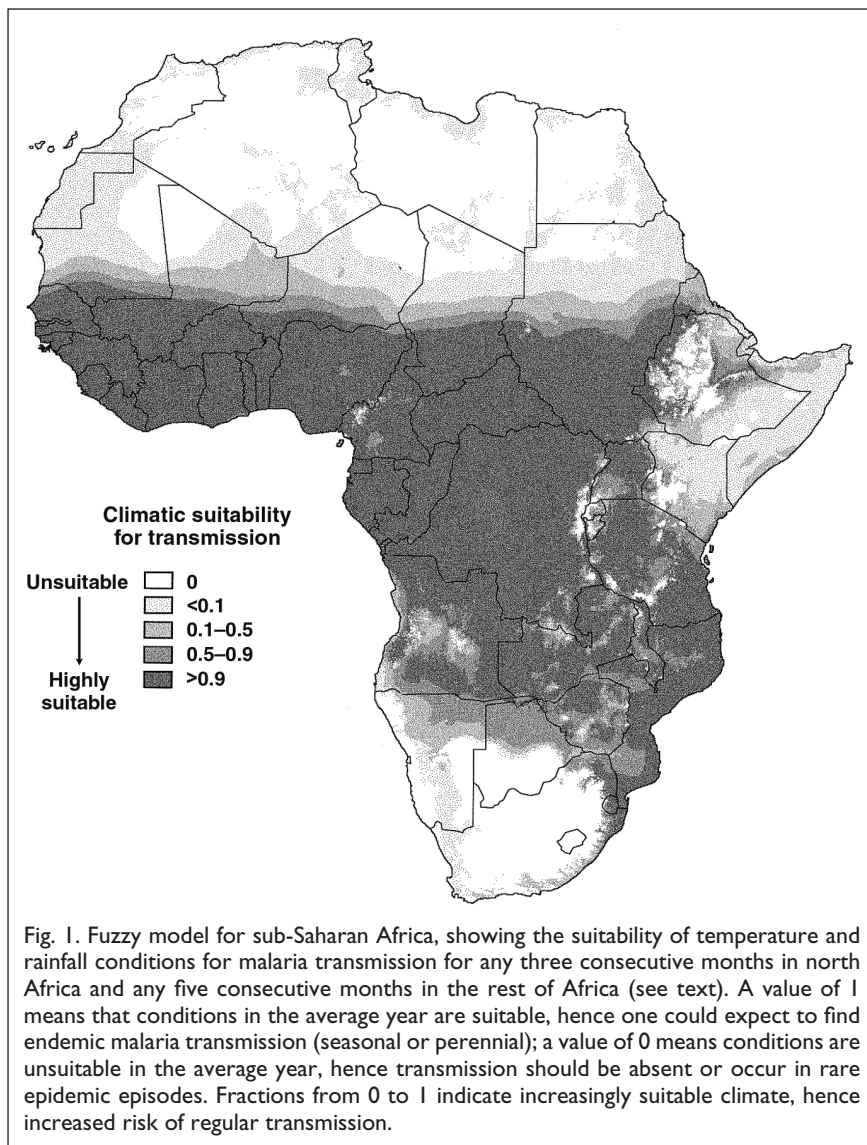 Climatic suitability
for transmission
Unsuitable
Highly
suitable
0
<0.1
0.1–0.5
0.5–0.9
>0.9
Fig. 1. Fuzzy model for sub-Saharan Africa, showing the suitability of temperature and
rainfall conditions for malaria transmission for any three consecutive months in north
Africa and any five consecutive months in the rest of Africa (see text). A value of 1
means that conditions in the average year are suitable, hence one could expect to find
endemic malaria transmission (seasonal or perennial); a value of 0 means conditions are
unsuitable in the average year, hence transmission should be absent or occur in rare
epidemic episodes. Fractions from 0 to 1 indicate increasingly suitable climate, hence
increased risk of regular transmission.